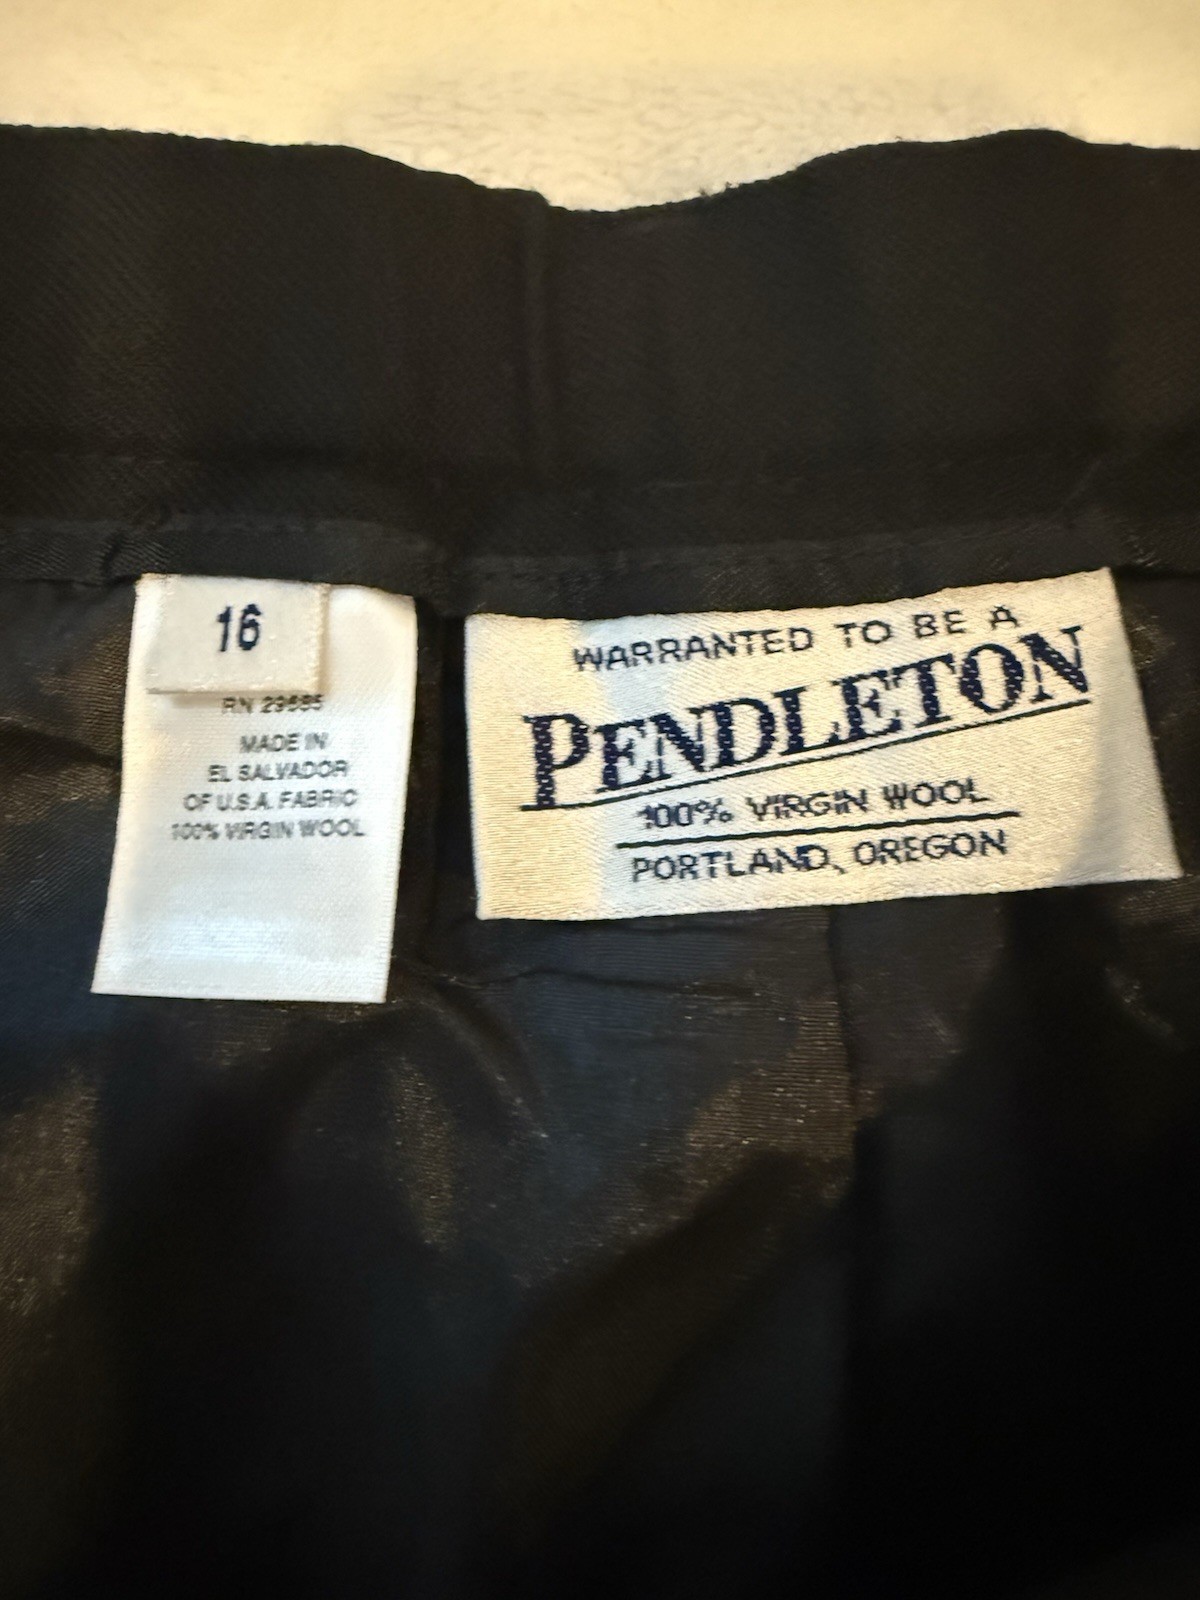 16
RN 29685
MADE IN
EL SALVADOR
OF U.S.A. FABRIC
100% VIRGIN WOOL
WARRANTED TO BE A
PENDLETON
100% VIRGIN WOOL
PORTLAND, OREGON